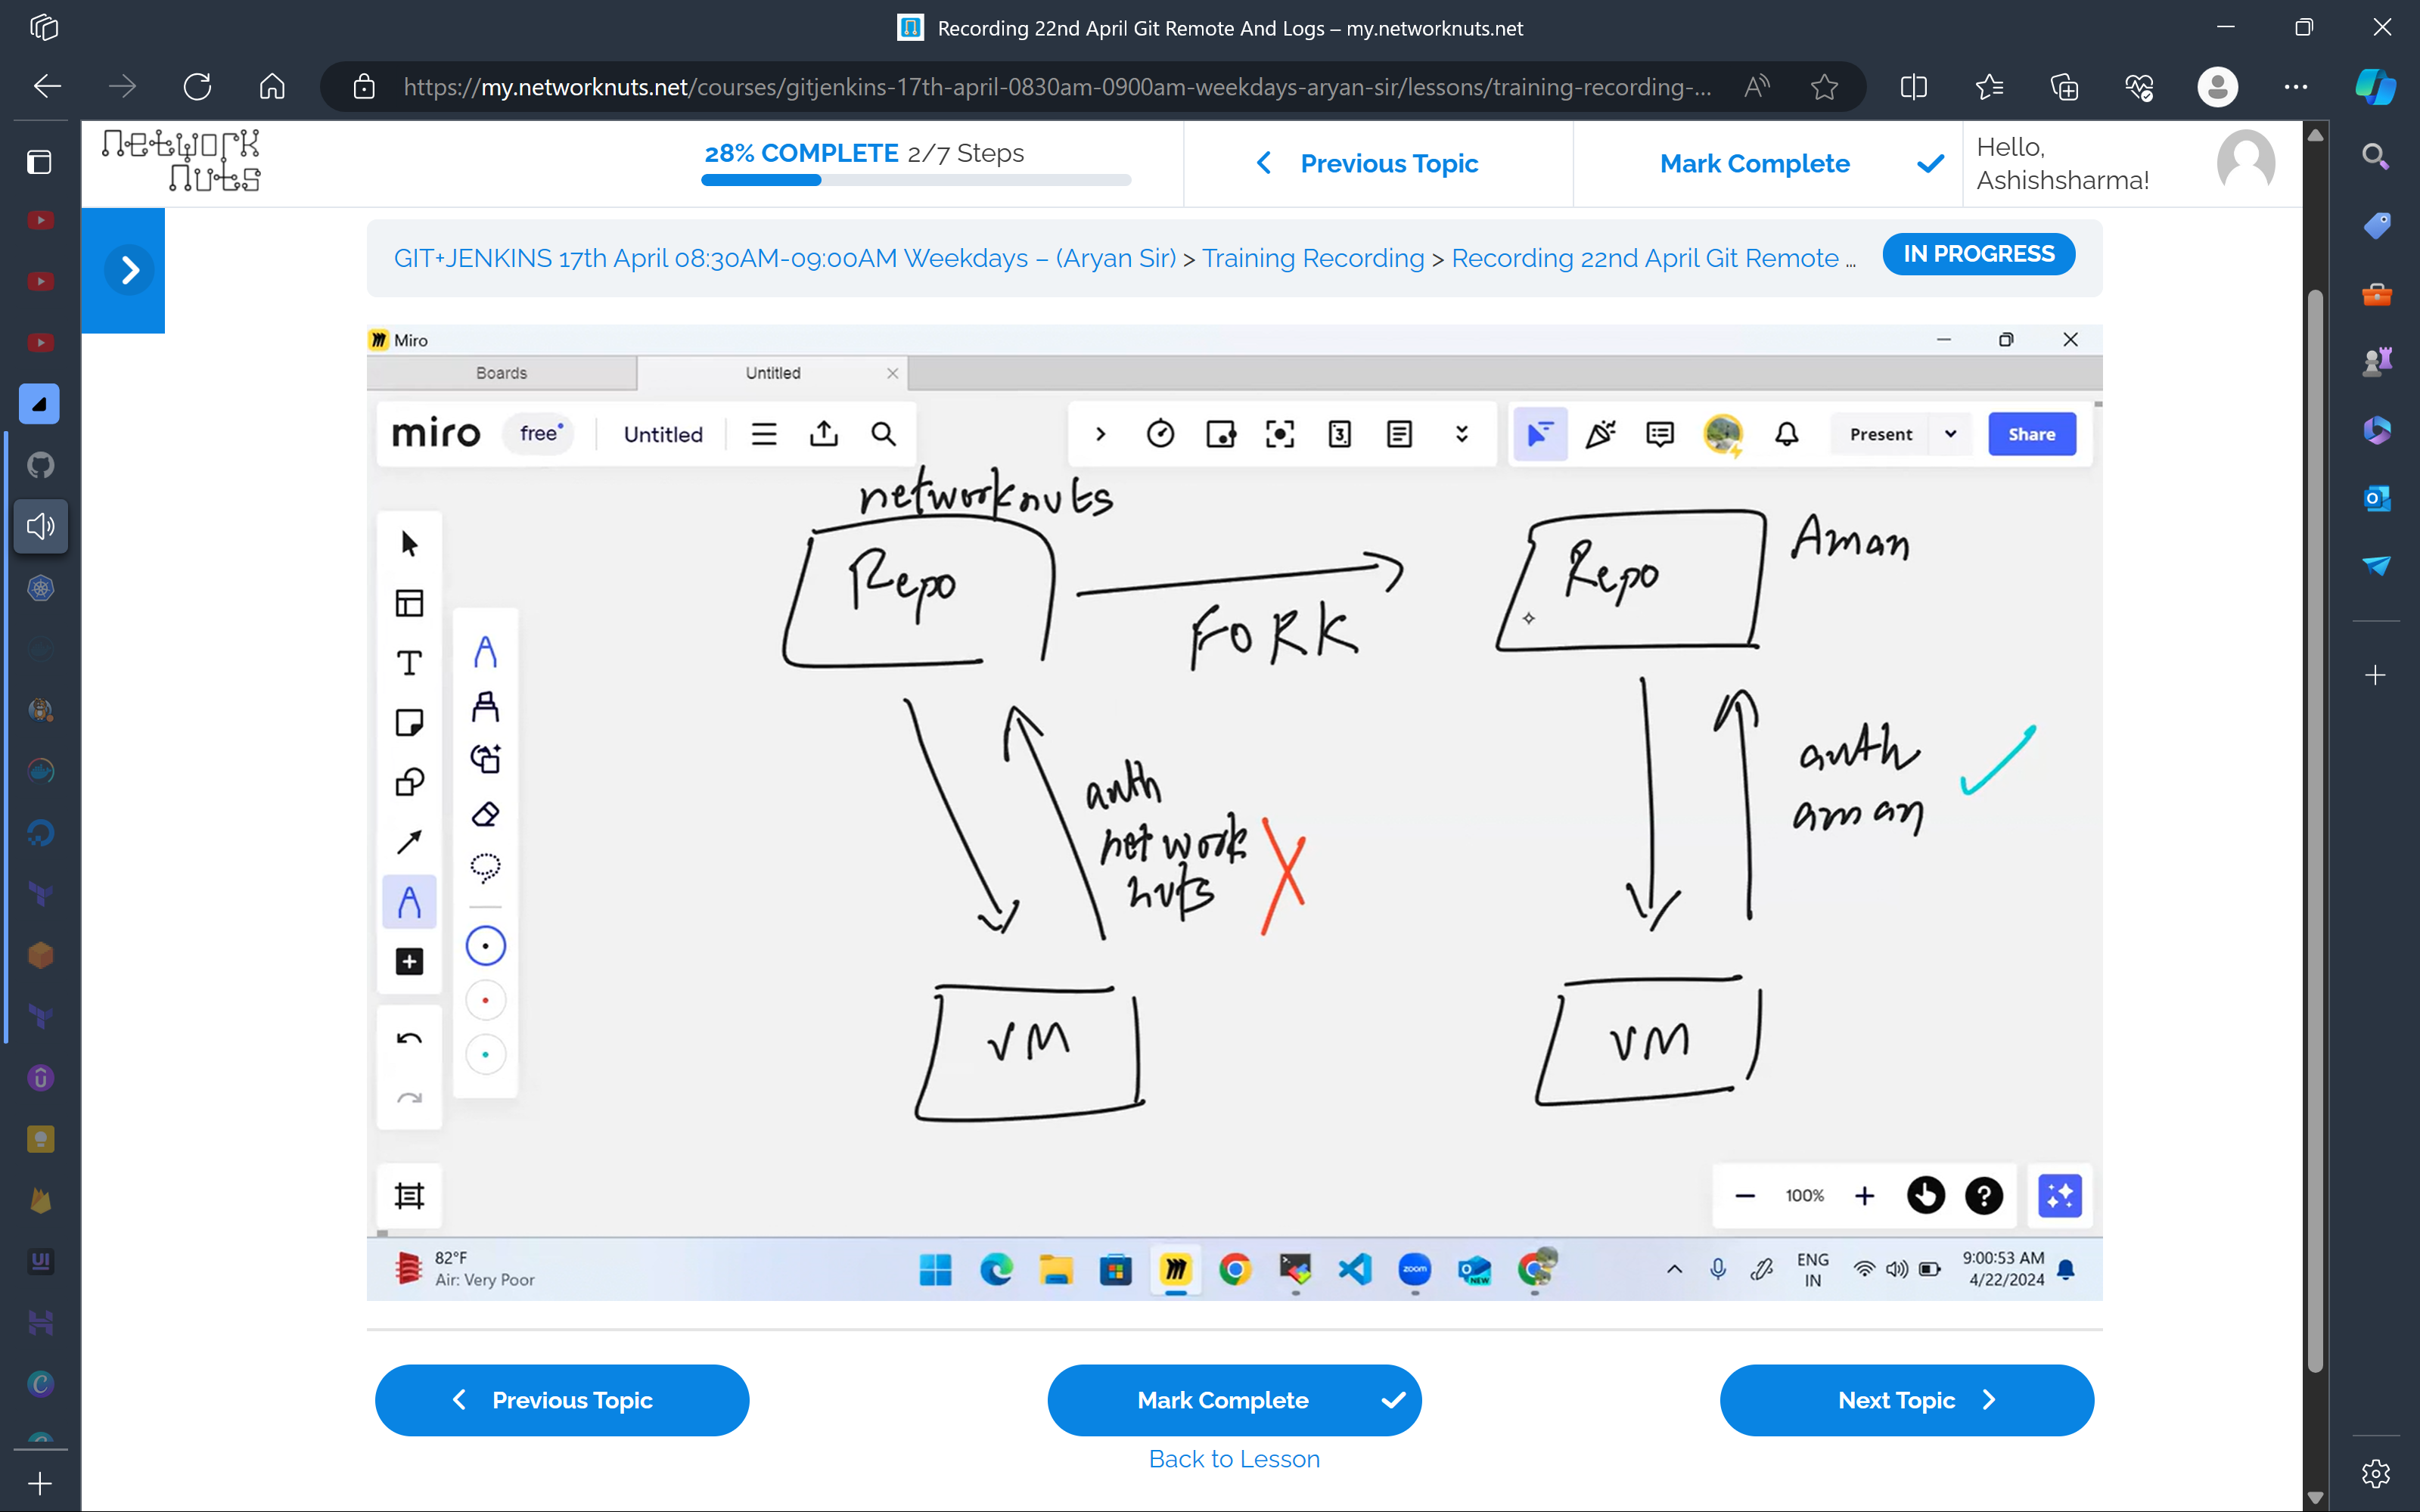 Recording 22nd April Git Remote And Logs – my.networknuts.net
https://my.networknuts.net/courses/gitjenkins-17th-april-0830am-0900am-weekdays-aryan-sir/lessons/training-recording-...
Network
Nuts
28% COMPLETE 2/7 Steps
Previous Topic
Mark Complete
Hello,
Ashishsharma!
GIT+JENKINS 17th April 08:30AM-09:00AM Weekdays – (Aryan Sir) > Training Recording > Recording 22nd April Git Remote ...
IN PROGRESS
Miro
Boards
Untitled
miro
free
Untitled
3
Present
Share
networknuts
Repo
FORK
Repo
Aman
auth
network
nuts
auth
aman
VM
VM
100%
82°F
Air: Very Poor
zoom
NEW
ENG
IN
9:00:53 AM
4/22/2024
Previous Topic
Mark Complete
Next Topic
Back to Lesson
UI